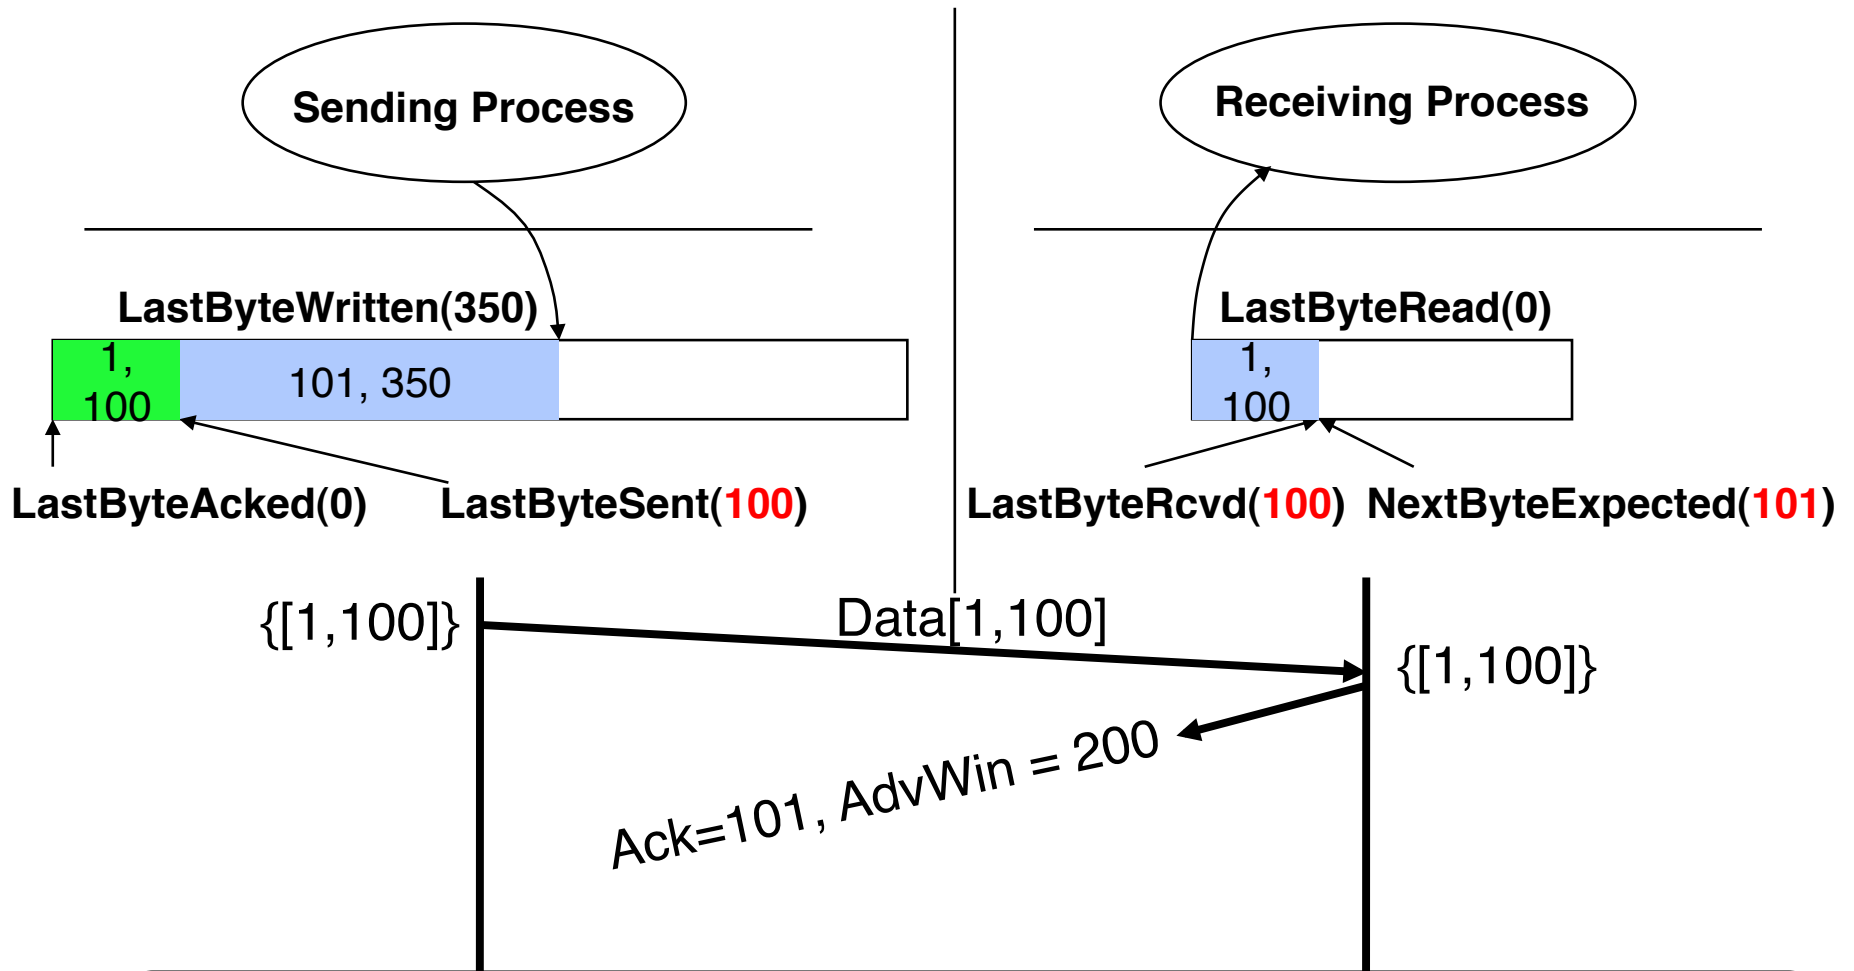 Sending Process
Receiving Process
LastByteWritten(350)
LastByteRead(0)
1,
100
101, 350
1,
100
LastByteAcked(0)
LastByteSent(100)
LastByteRcvd(100)
NextByteExpected(101)
{[1,100]}
Data[1,100]
{[1,100]}
Ack=101, AdvWin = 200